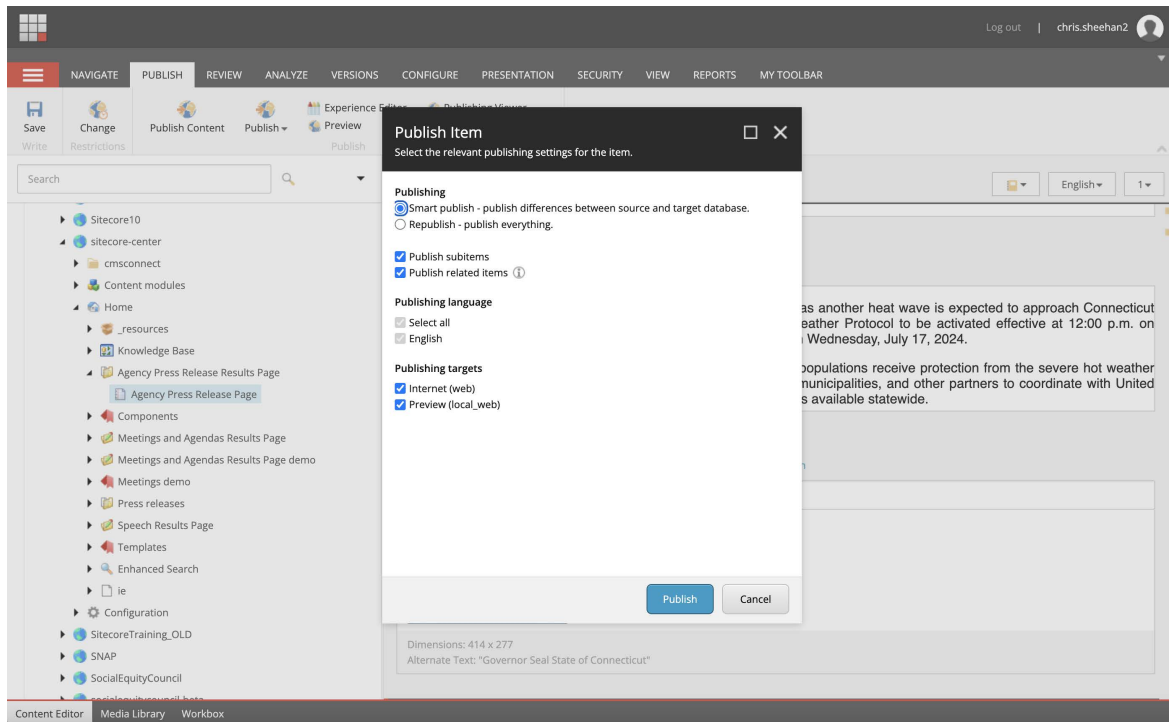 Log out | chris.sheehan2
NAVIGATE PUBLISH REVIEW ANALYZE VERSIONS CONFIGURE PRESENTATION SECURITY VIEW REPORTS MY TOOLBAR
Save
Write
Change
Restrictions
Publish Content
Publish
Experience Editor
Publishing Viewer
Preview
Publish
Search
English
1
Sitecore10
sitecore-center
cmsconnect
Content modules
Home
_resources
Knowledge Base
Agency Press Release Results Page
Agency Press Release Page
Components
Meetings and Agendas Results Page
Meetings and Agendas Results Page demo
Meetings demo
Press releases
Speech Results Page
Templates
Enhanced Search
ie
Configuration
SitecoreTraining_OLD
SNAP
SocialEquityCouncil
Publish Item
Select the relevant publishing settings for the item.
Publishing
Smart publish - publish differences between source and target database.
Republish - publish everything.
Publish subitems
Publish related items
Publishing language
Select all
English
Publishing targets
Internet (web)
Preview (local_web)
Publish Cancel
as another heat wave is expected to approach Connecticut
eather Protocol to be activated effective at 12:00 p.m. on
Wednesday, July 17, 2024.
populations receive protection from the severe hot weather
municipalities, and other partners to coordinate with United
s available statewide.
Dimensions: 414 x 277
Alternate Text: "Governor Seal State of Connecticut"
Content Editor Media Library Workbox